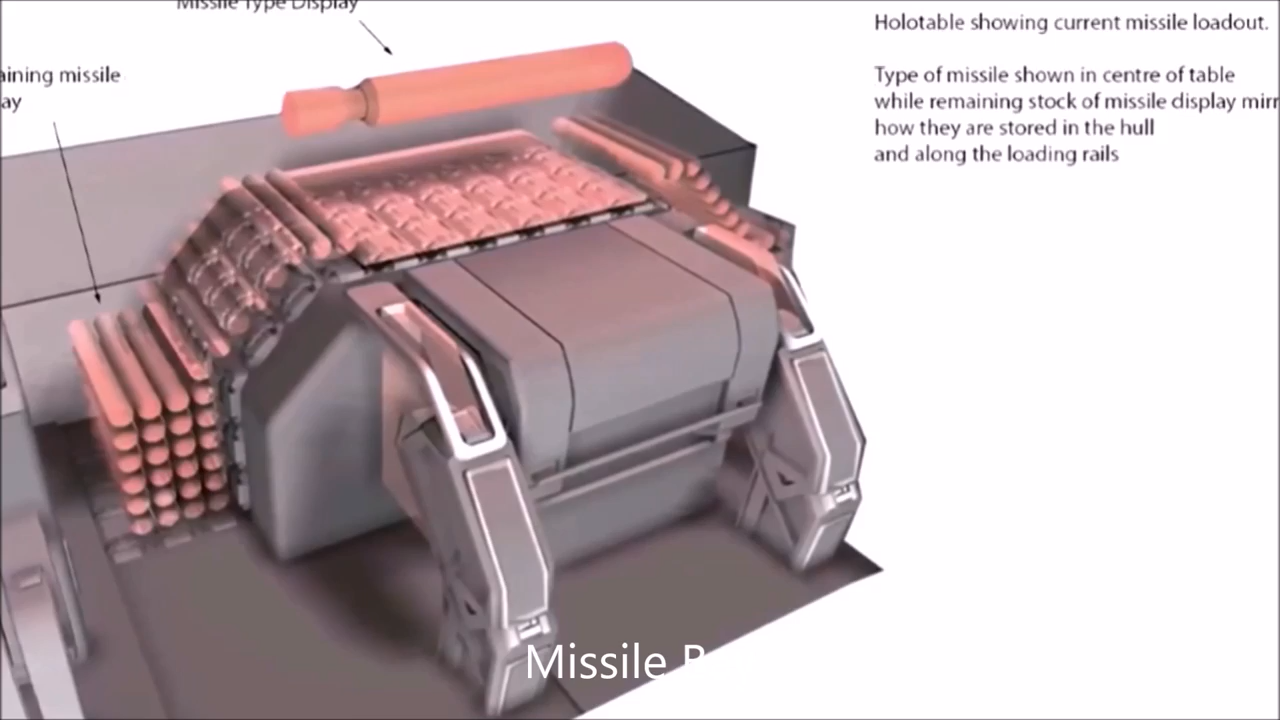 Missile Type Display
aining missile
ay
Holotable showing current missile loadout.
Type of missile shown in centre of table
while remaining stock of missile display mirr
how they are stored in the hull
and along the loading rails
Missile